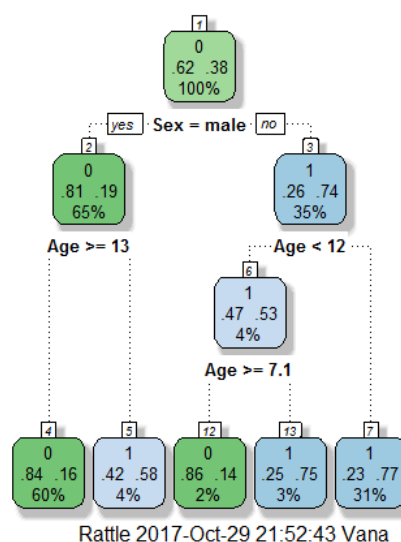 1
0
.62 .38
100%
yes Sex = male no
2 3
0 1
.81 .19 .26 .74
65% 35%
Age >= 13 Age < 12
6
1
.47 .53
4%
Age >= 7.1
4 5 12 13 7
0 1 0 1 1
.84 .16 .42 .58 .86 .14 .25 .75 .23 .77
60% 4% 2% 3% 31%
Rattle 2017-Oct-29 21:52:43 Vana